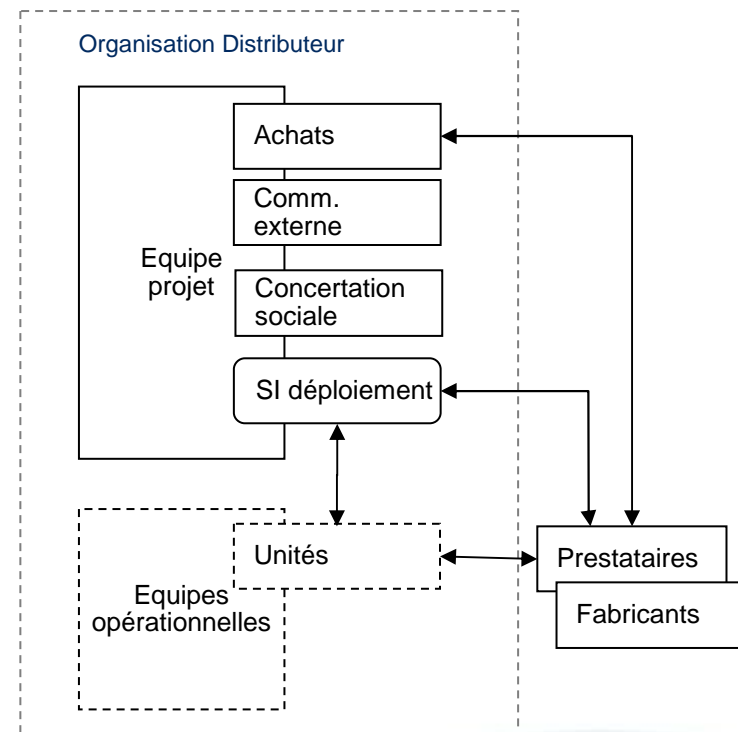 Organisation Distributeur
Achats
Comm.
externe
Equipe
projet
Concertation
sociale
SI déploiement
Unités
Equipes
opérationnelles
Prestataires
Fabricants